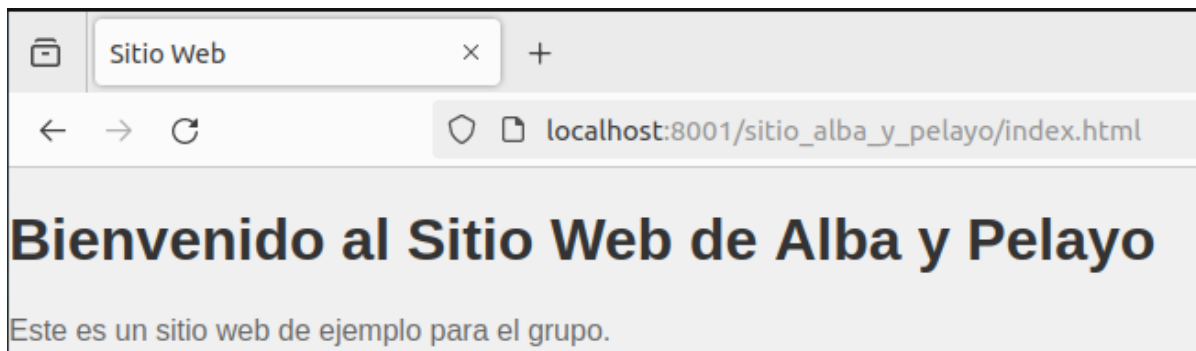 Sitio Web
localhost:8001/sitio_alba_y_pelayo/index.html
Bienvenido al Sitio Web de Alba y Pelayo
Este es un sitio web de ejemplo para el grupo.